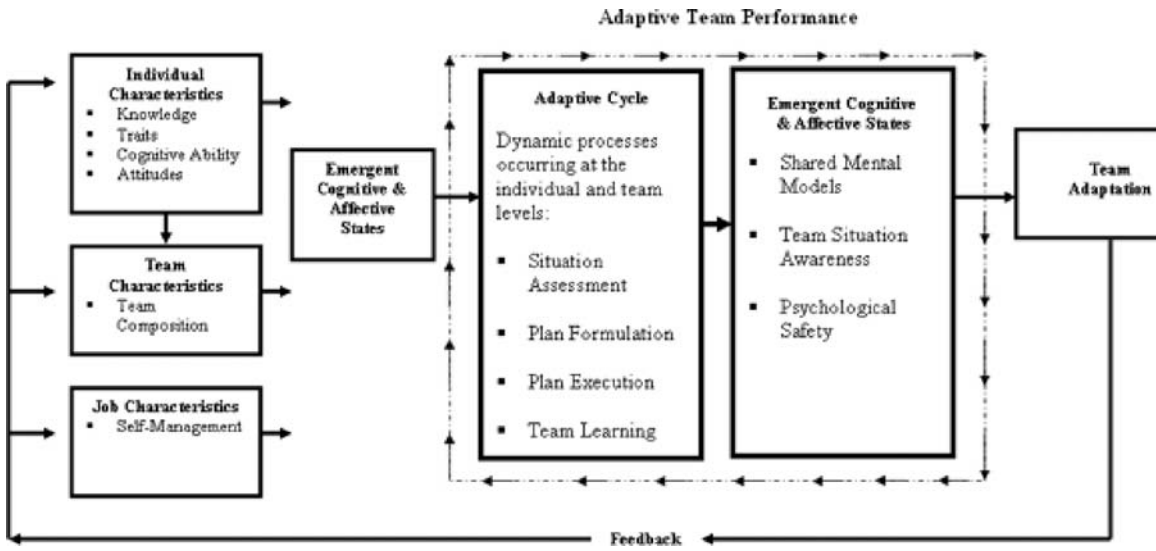 Adaptive Team Performance
Individual
Characteristics
▪ Knowledge
▪ Traits
▪ Cognitive Ability
▪ Attitudes
Team
Characteristics
▪ Team
Composition
Job Characteristics
▪ Self-Management
Emergent
Cognitive &
Affective
States
Adaptive Cycle
Dynamic processes
occurring at the
individual and team
levels:
▪ Situation
Assessment
▪ Plan Formulation
▪ Plan Execution
▪ Team Learning
Emergent Cognitive
& Affective States
▪ Shared Mental
Models
▪ Team Situation
Awareness
▪ Psychological
Safety
Team
Adaptation
Feedback